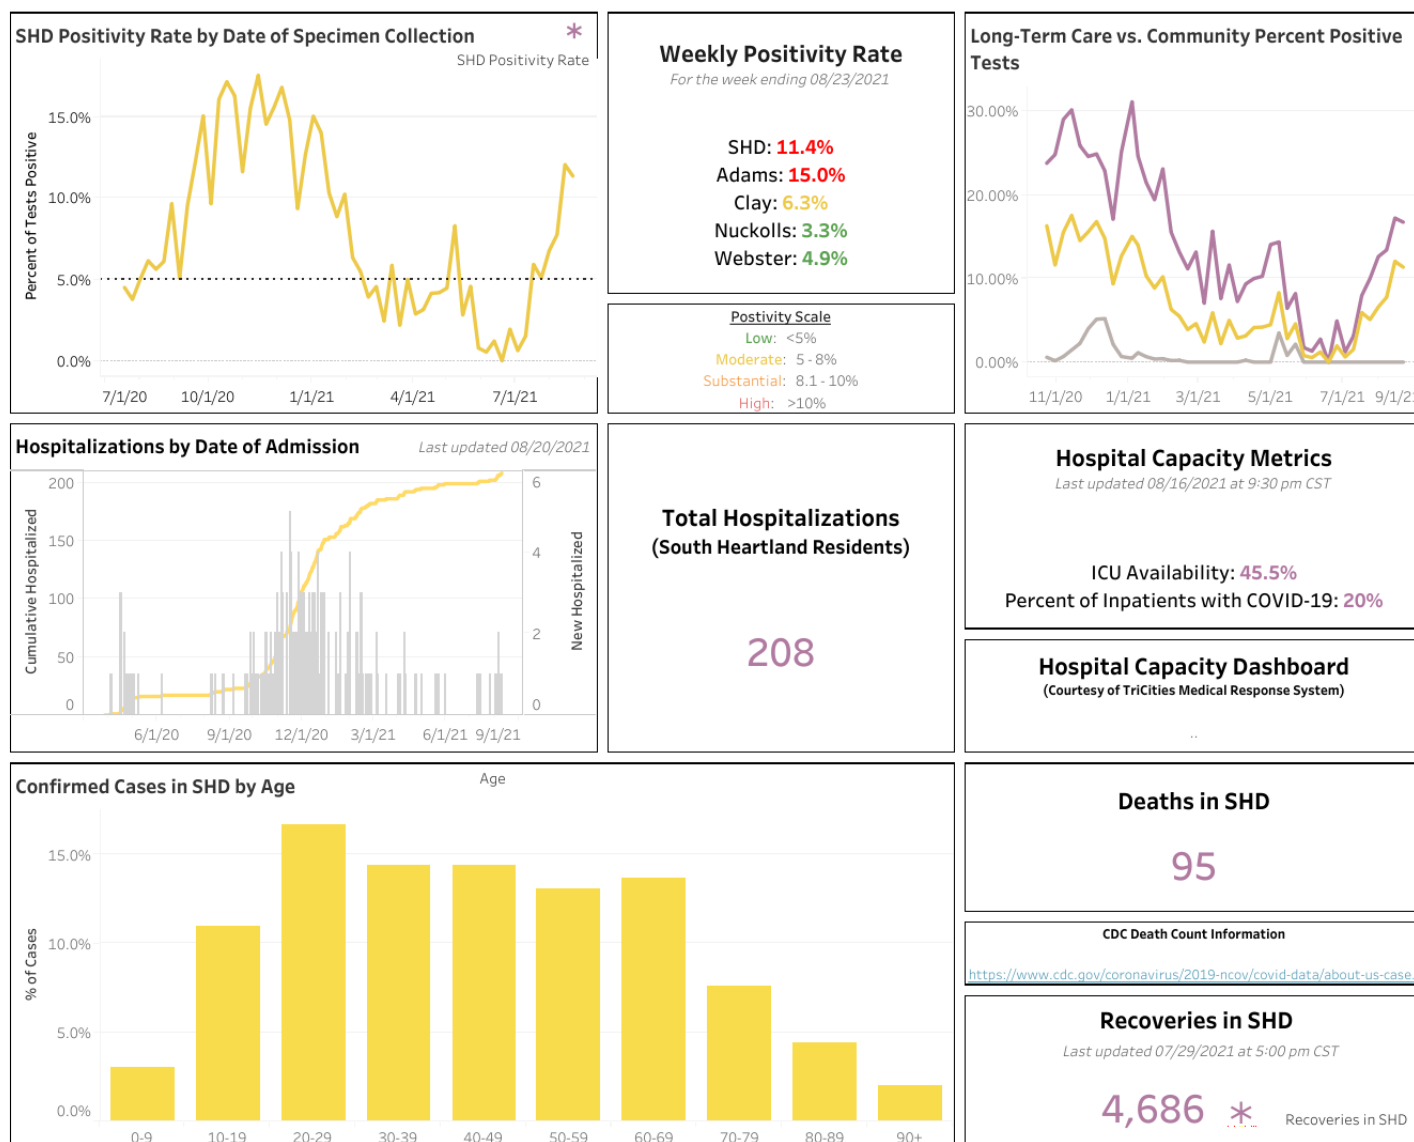 SHD Positivity Rate by Date of Specimen Collection
*
SHD Positivity Rate
Percent of Tests Positive
15.0%
10.0%
5.0%
0.0%
7/1/20 10/1/20 1/1/21 4/1/21 7/1/21
Weekly Positivity Rate
For the week ending 08/23/2021
SHD: 11.4%
Adams: 15.0%
Clay: 6.3%
Nuckolls: 3.3%
Webster: 4.9%
Postivity Scale
Low: <5%
Moderate: 5 - 8%
Substantial: 8.1 - 10%
High: >10%
Long-Term Care vs. Community Percent Positive
Tests
30.00%
20.00%
10.00%
0.00%
11/1/20 1/1/21 3/1/21 5/1/21 7/1/21 9/1/2
Hospitalizations by Date of Admission
Last updated 08/20/2021
Cumulative Hospitalized
200
150
100
50
0
6
4
2
0
New Hospitalized
6/1/20 9/1/20 12/1/20 3/1/21 6/1/21 9/1/21
Total Hospitalizations
(South Heartland Residents)
208
Hospital Capacity Metrics
Last updated 08/16/2021 at 9:30 pm CST
ICU Availability: 45.5%
Percent of Inpatients with COVID-19: 20%
Hospital Capacity Dashboard
(Courtesy of TriCities Medical Response System)
..
Confirmed Cases in SHD by Age
Age
% of Cases
15.0%
10.0%
5.0%
0.0%
0-9 10-19 20-29 30-39 40-49 50-59 60-69 70-79 80-89 90+
Deaths in SHD
95
CDC Death Count Information
https://www.cdc.gov/coronavirus/2019-ncov/covid-data/about-us-case.
Recoveries in SHD
Last updated 07/29/2021 at 5:00 pm CST
4,686 *
Recoveries in SHD